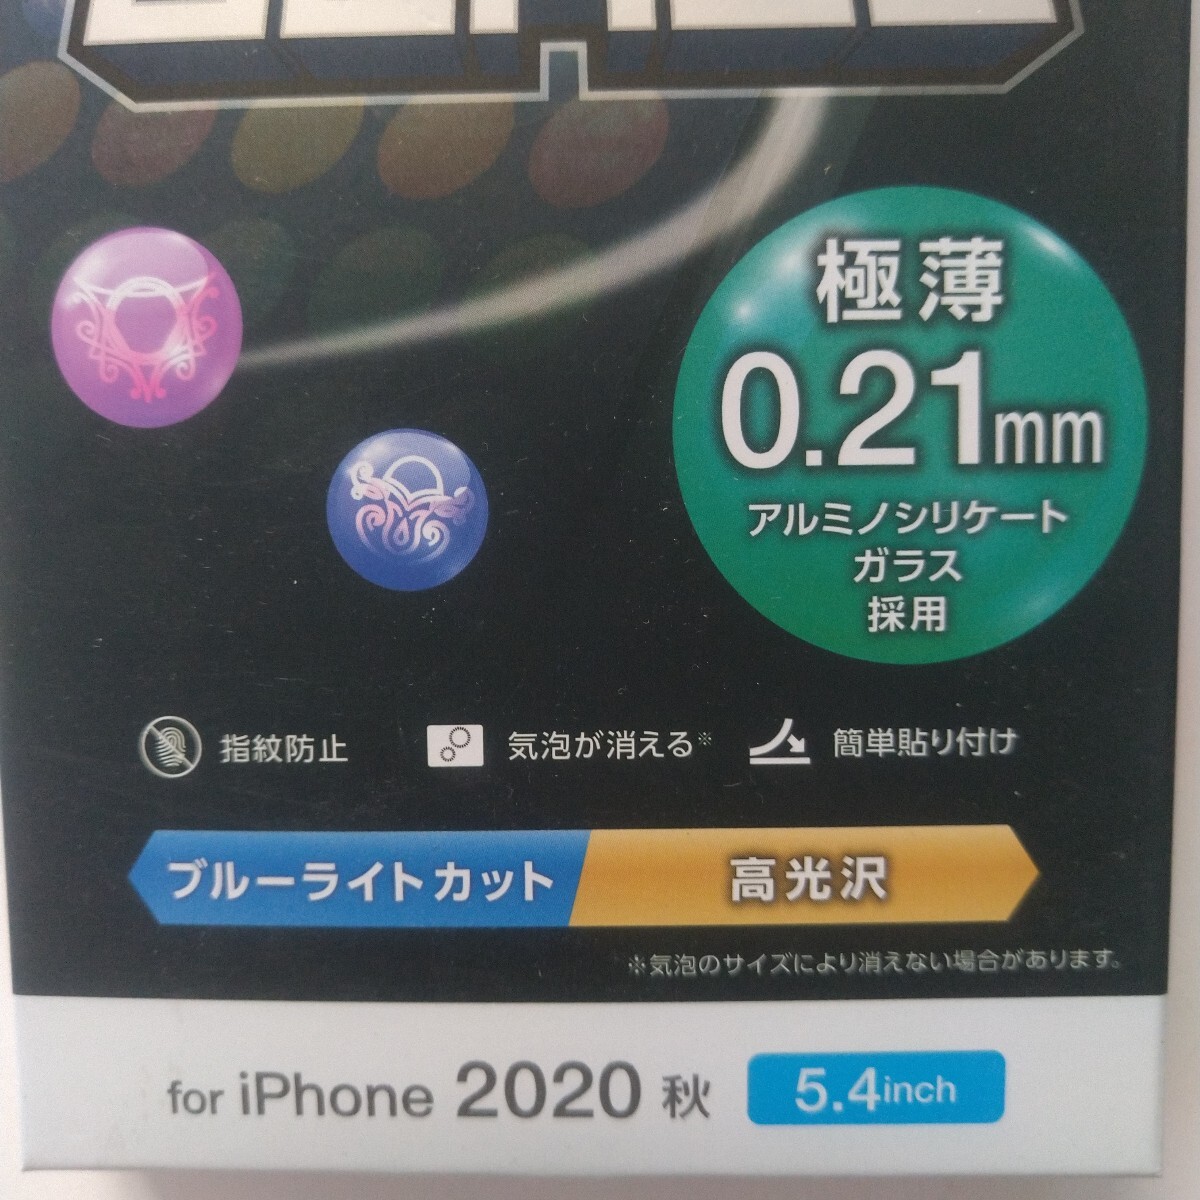 極薄
0.21mm
アルミノシリケート
ガラス
採用
指紋防止 気泡が消える※ 簡単貼り付け
ブルーライトカット 高光沢
※気泡のサイズにより消えない場合があります。
for iPhone 2020 秋 5.4inch